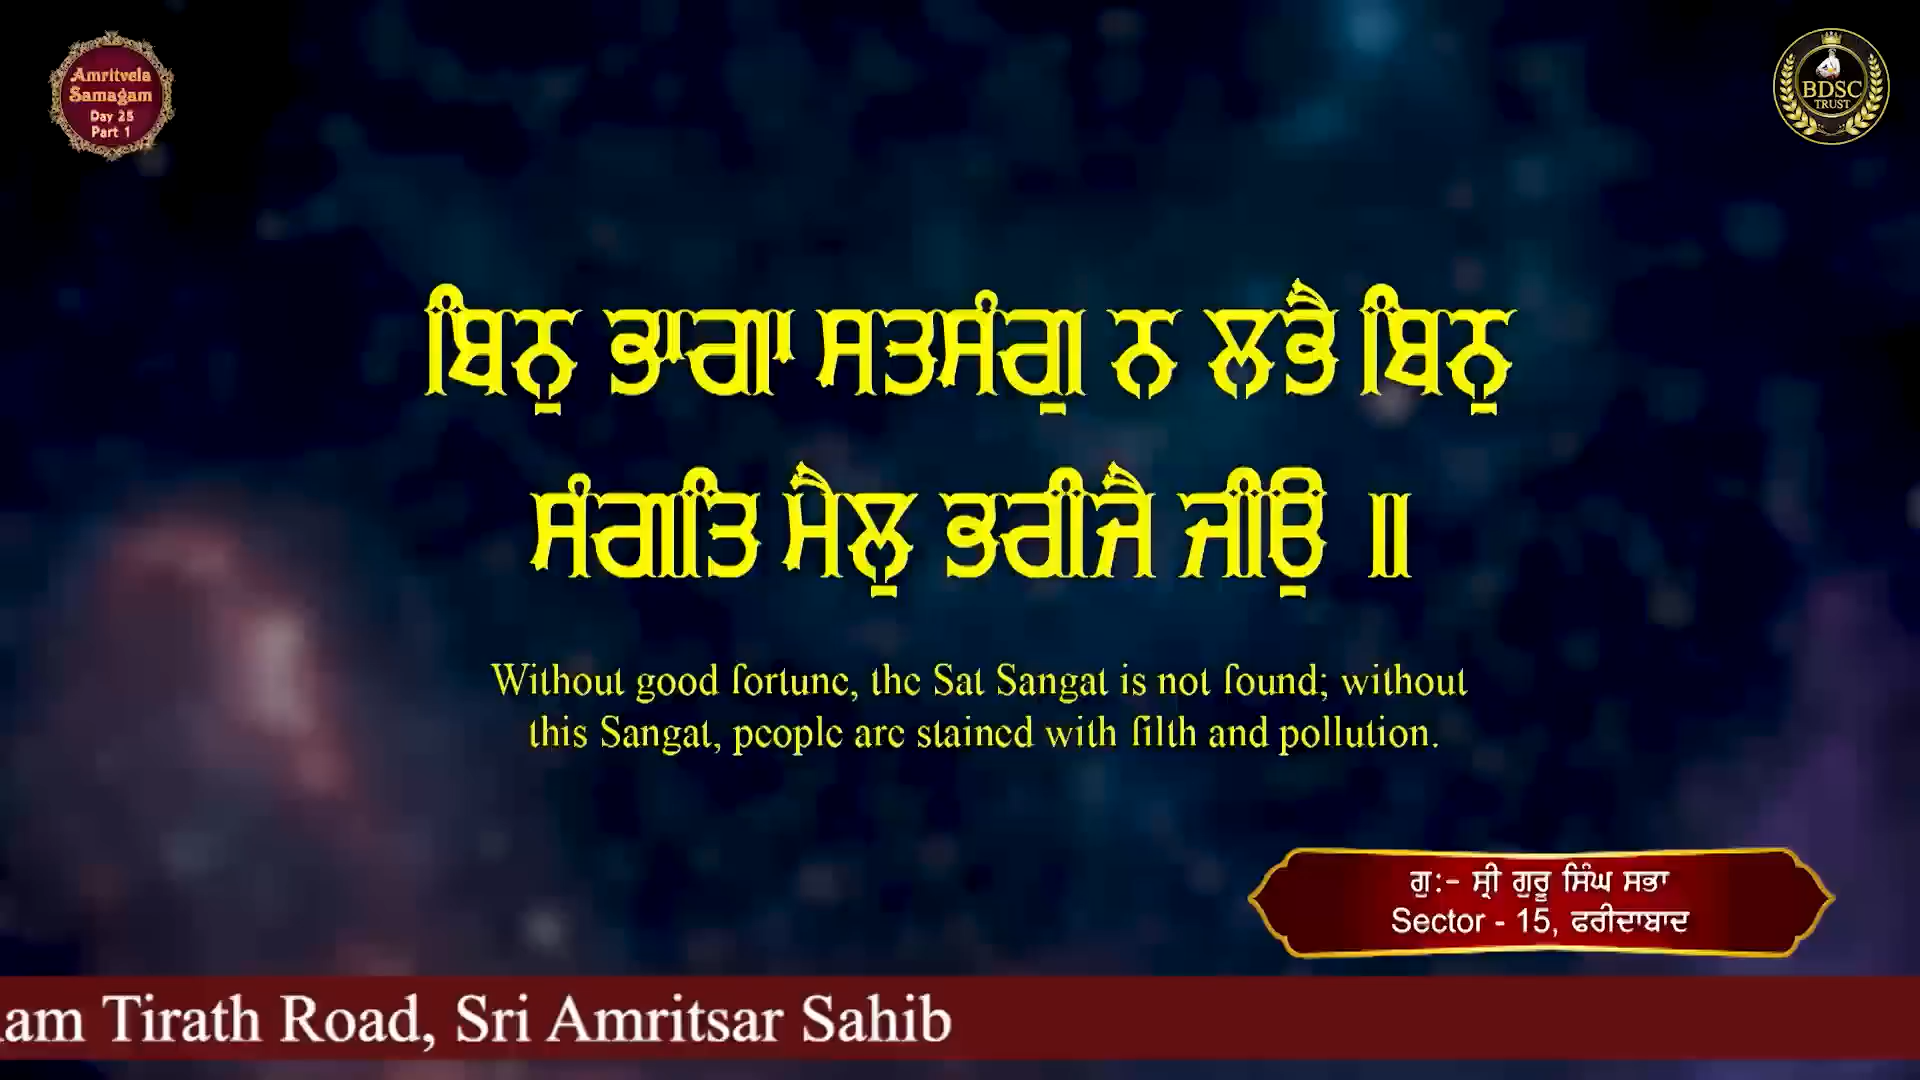 Amritvela
Samagam
Day 25
Part 1
BDSC
TRUST
ਬਿਨੁ ਭਾਗਾ ਸਤਸੰਗੁ ਨ ਲਭੈ ਬਿਨੁ
ਸੰਗਤਿ ਮੈਲੁ ਭਰੀਜੈ ਜੀਉ ॥
Without good fortune, the Sat Sangat is not found; without
this Sangat, people are stained with filth and pollution.
ਗੁ:- ਸ੍ਰੀ ਗੁਰੂ ਸਿੰਘ ਸਭਾ
Sector - 15, ਫਰੀਦਾਬਾਦ
Tirath Road, Sri Amritsar Sahib